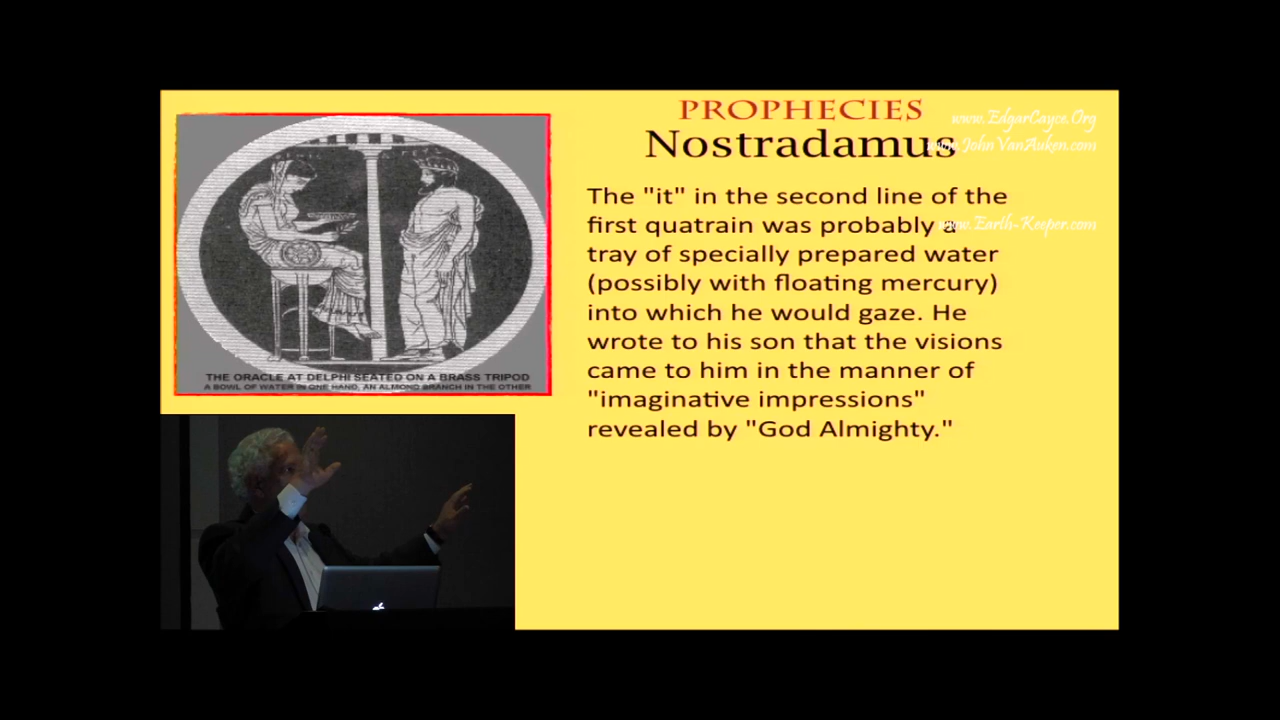 PROPHECIES
Nostradamus
www.EdgarCayce.Org
www.JohnVanAuken.com
www.Earth-Keeper.com
The "it" in the second line of the
first quatrain was probably a
tray of specially prepared water
(possibly with floating mercury)
into which he would gaze. He
wrote to his son that the visions
came to him in the manner of
"imaginative impressions"
revealed by "God Almighty."
THE ORACLE AT DELPHI SEATED ON A BRASS TRIPOD
A BOWL OF WATER IN ONE HAND, AN ALMOND BRANCH IN THE OTHER